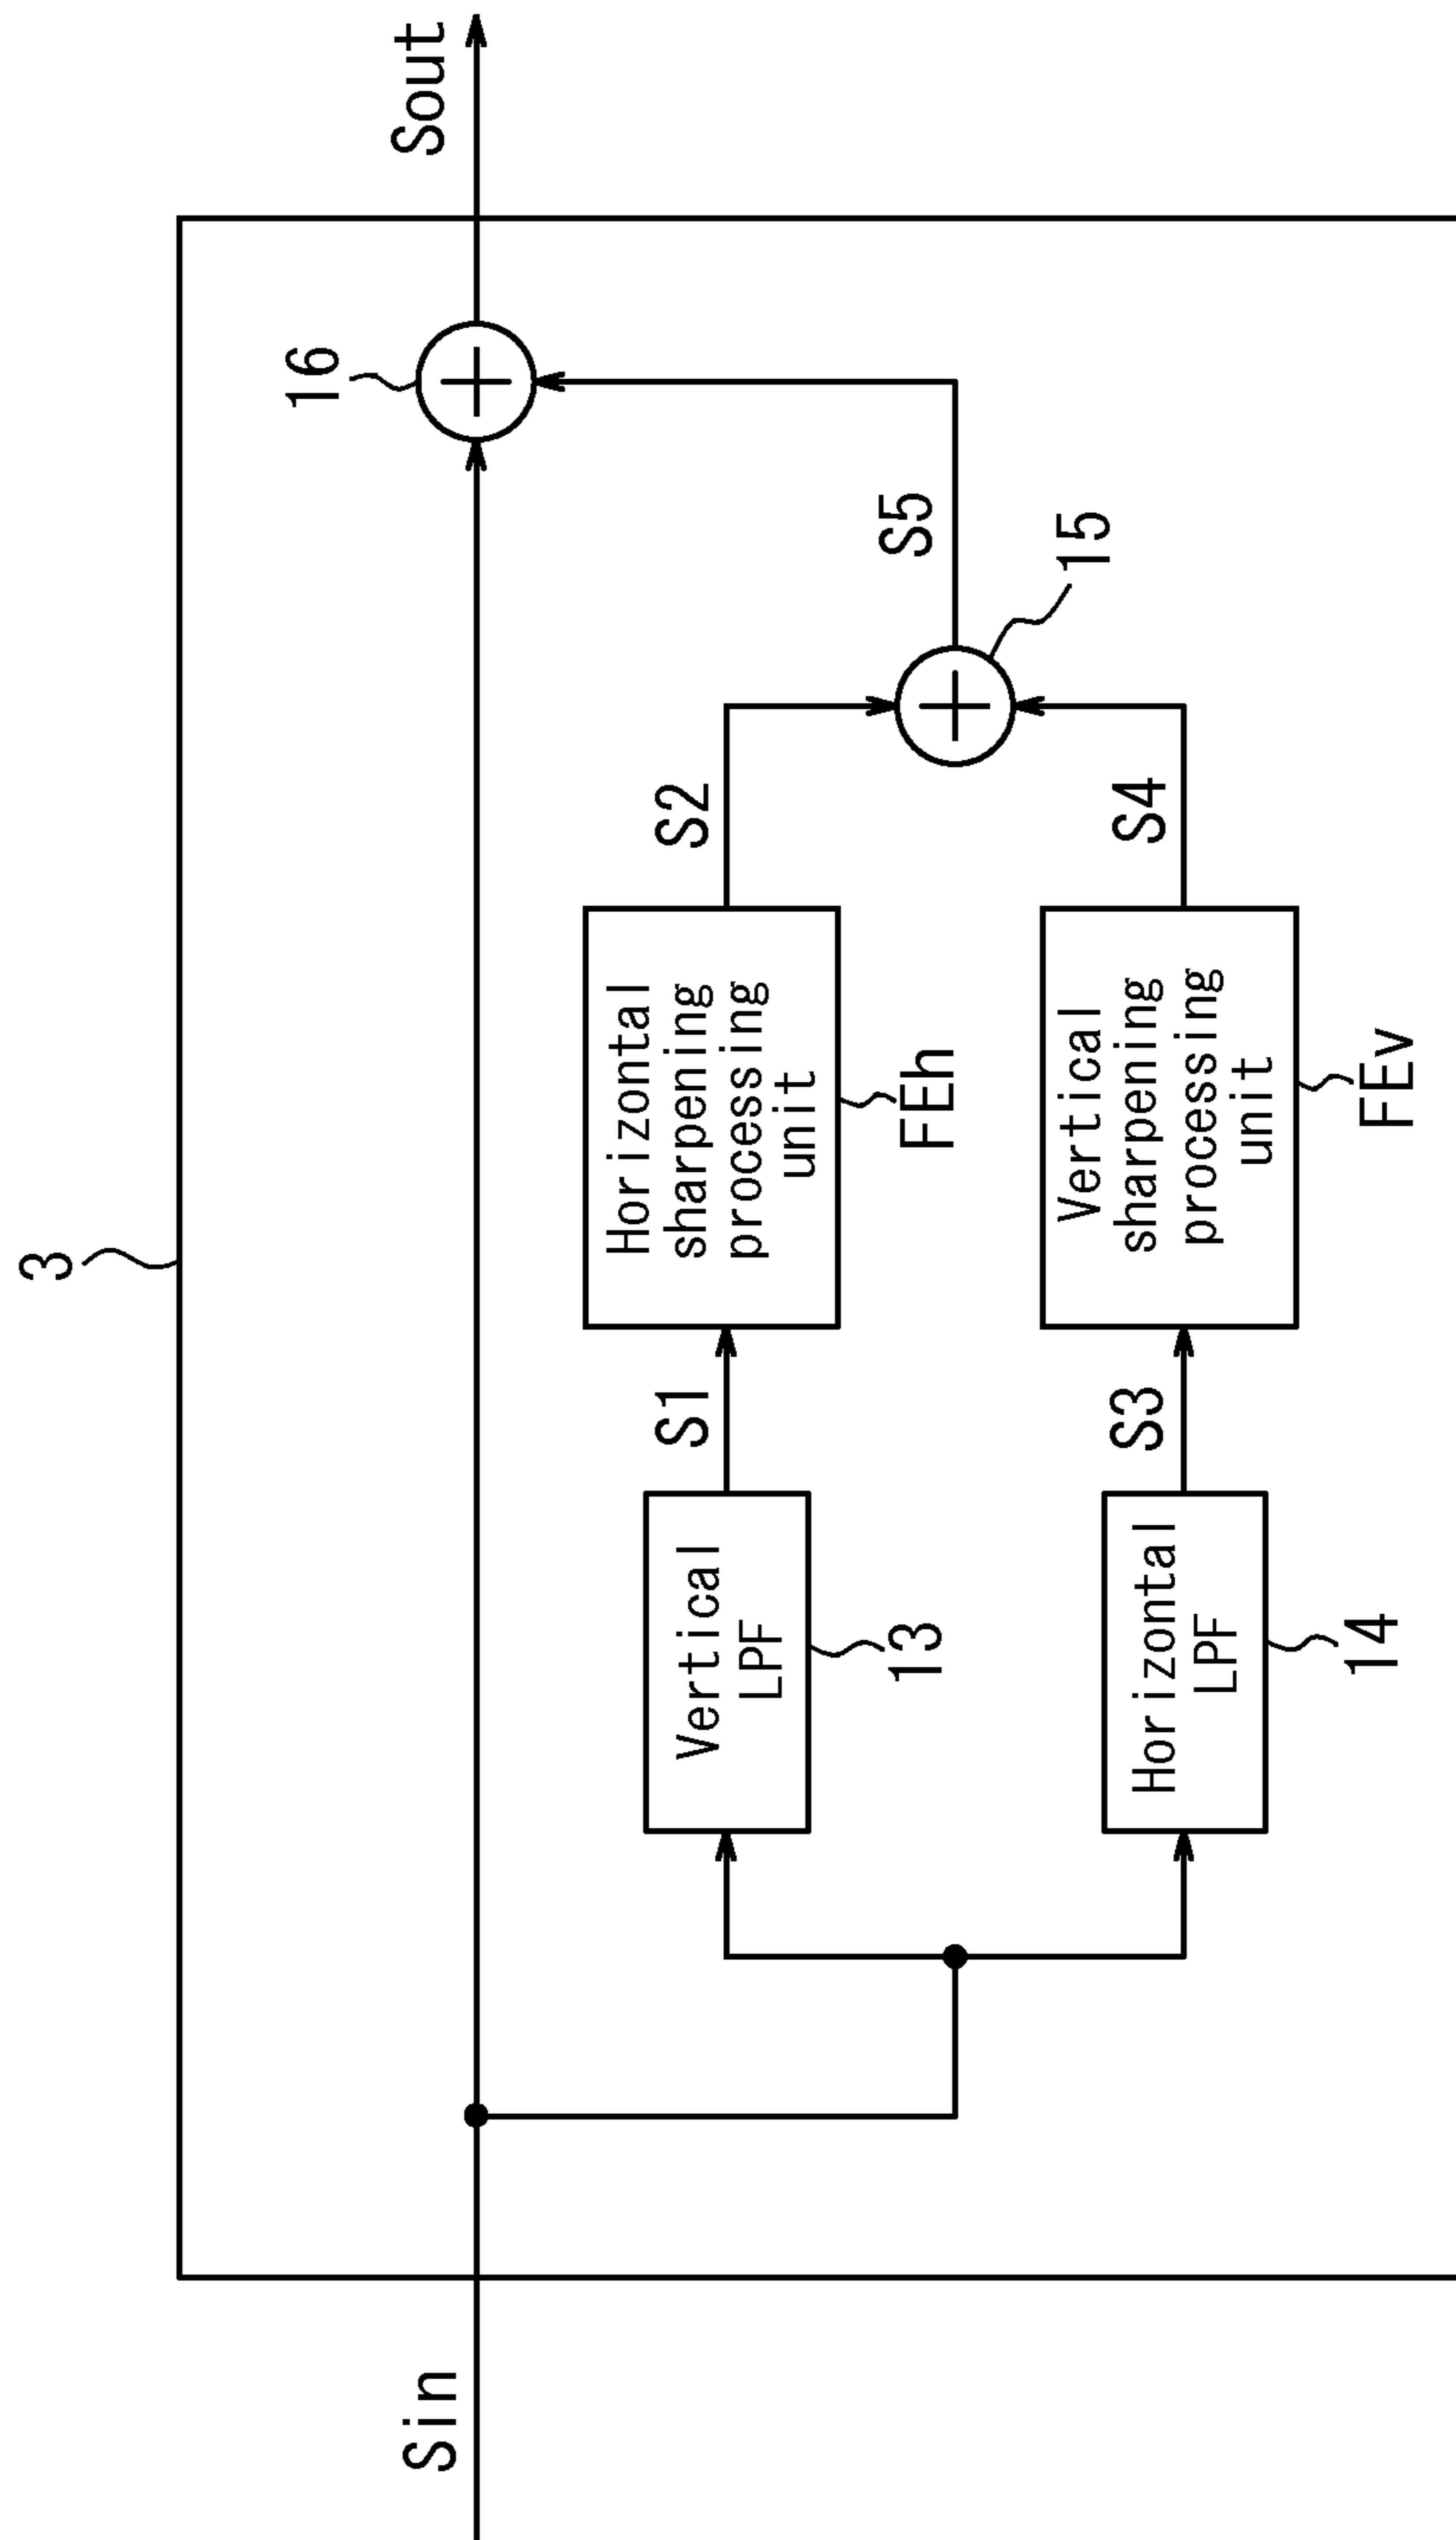 3
16
Sout
Sin
S1
S2
Horizontal
sharpening
processing
unit
FEh
Vertical
LPF
13
S5
15
S3
S4
Vertical
sharpening
processing
unit
FEv
Horizontal
LPF
14